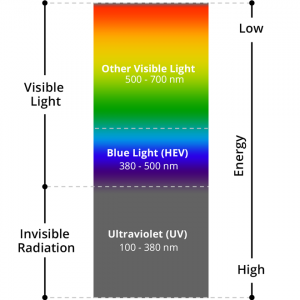 Visible
Light
Other Visible Light
500 - 700 nm
Blue Light (HEV)
380 - 500 nm
Invisible
Radiation
Ultraviolet (UV)
100 - 380 nm
Low
Energy
High